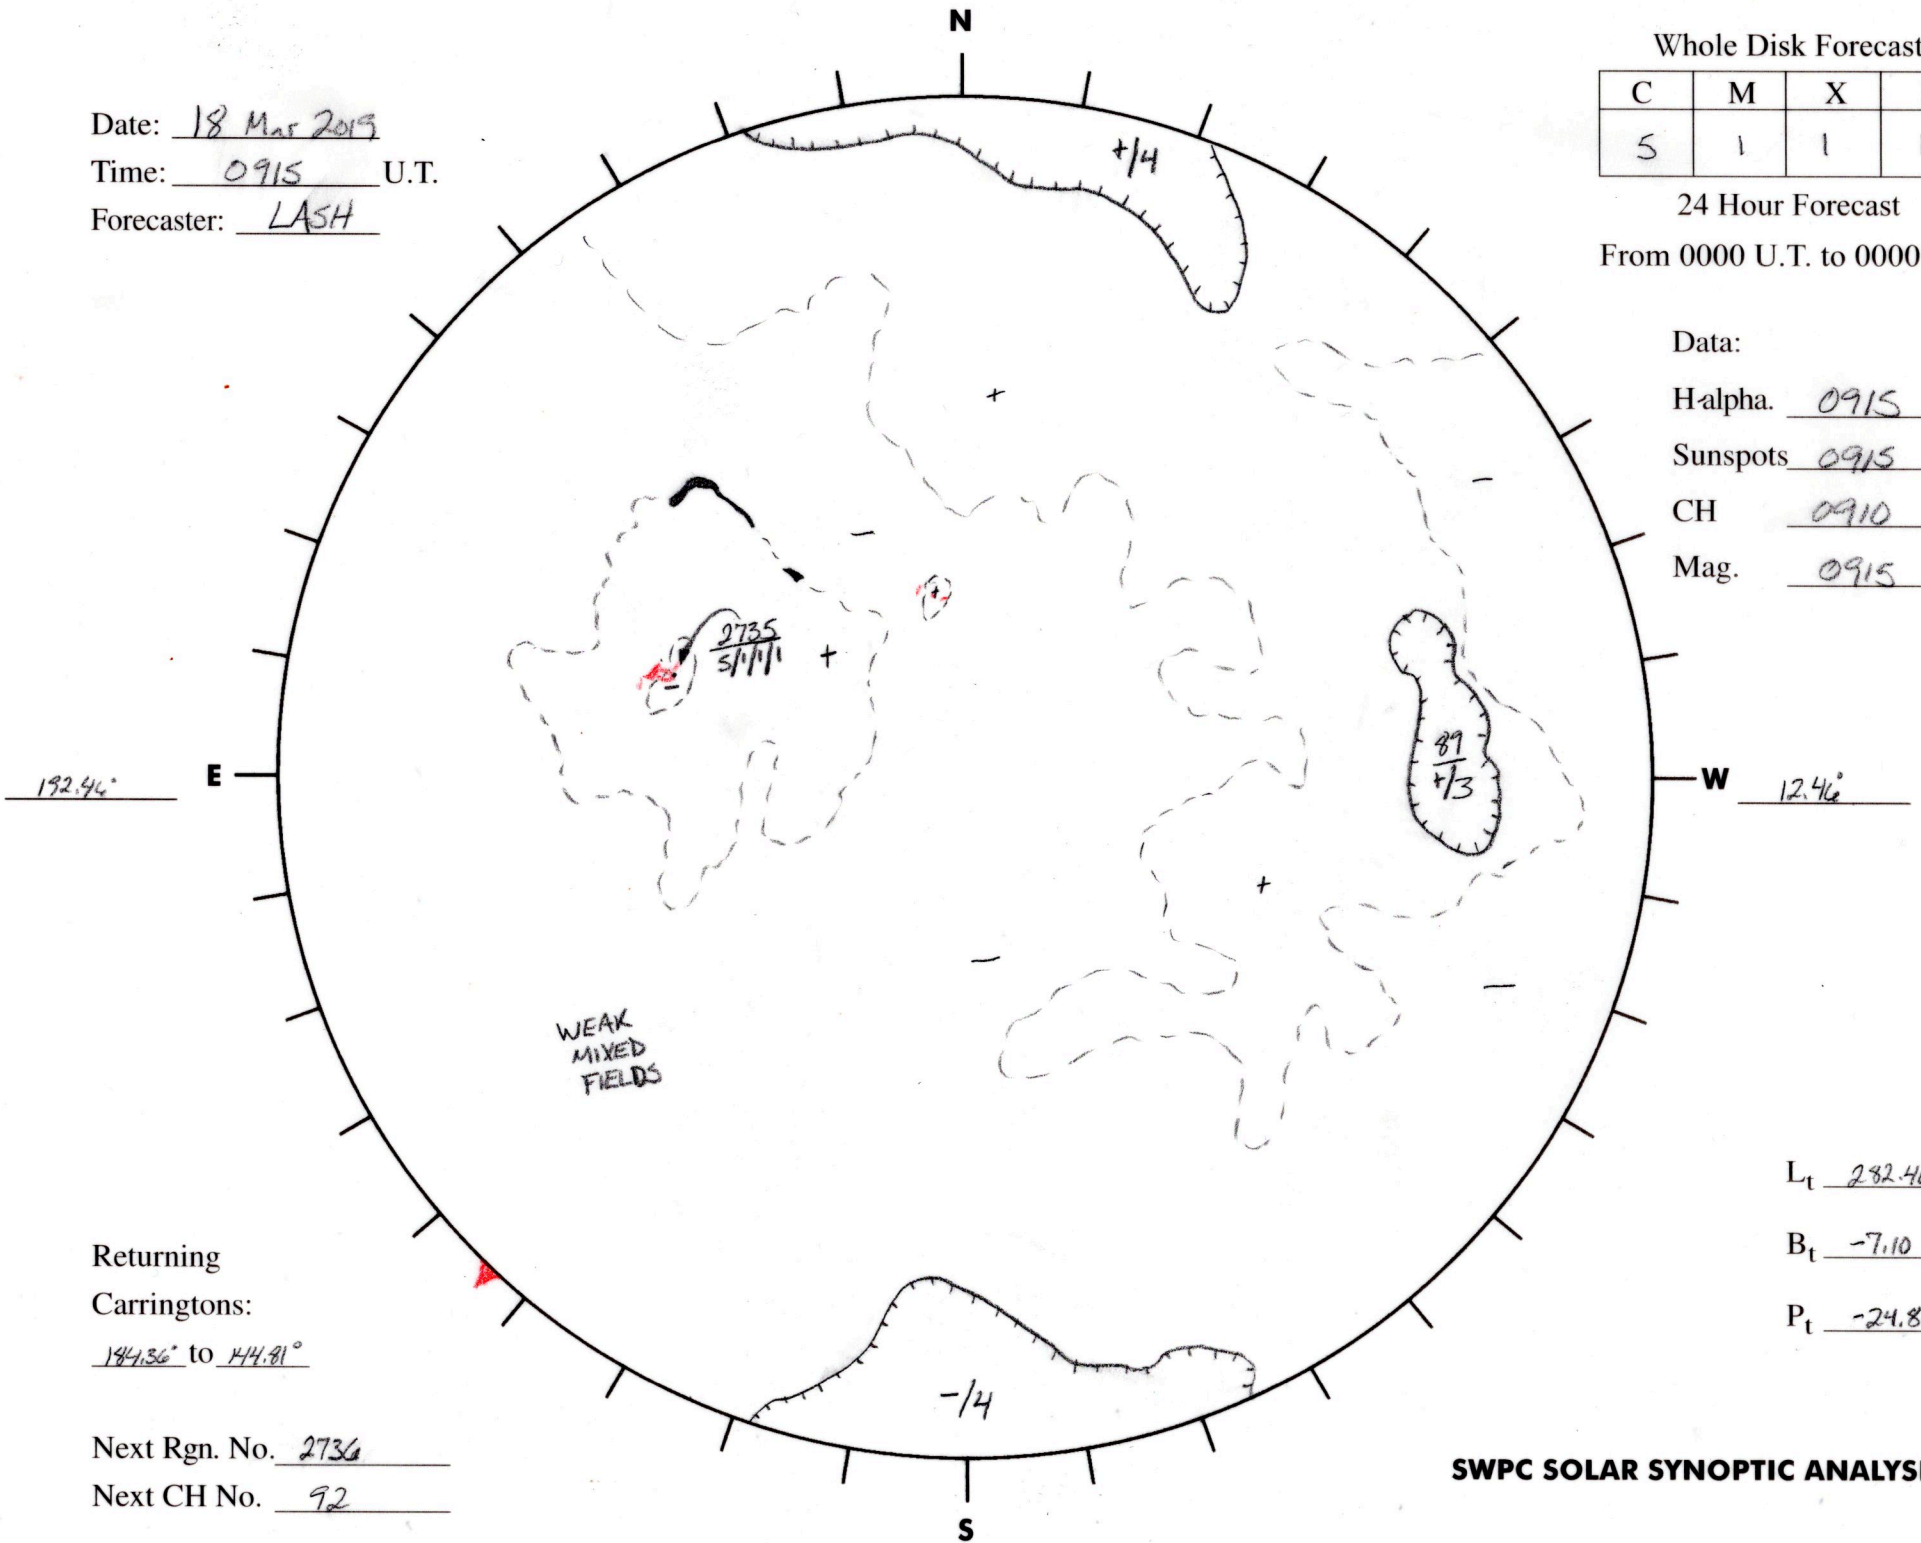 N
Whole Disk Forecast
C M X
5 1 1
24 Hour Forecast
From 0000 U.T. to 0000
Date: 18 Mar 2019
Time: 0915 U.T.
Forecaster: LASH
+/4
Data:
H-alpha. 0915
Sunspots 0915
CH 0910
Mag. 0915
+
−
−
+
2735
5/1/1/1
+
−
89
+/3
192.46°
E
W
12.46°
+
−
−
WEAK
MIXED
FIELDS
Lt 282.46
Bt -7.10
Pt -24.8
Returning
Carringtons:
184.36° to 144.81°
-/4
Next Rgn. No. 2736
Next CH No. 92
SWPC SOLAR SYNOPTIC ANALYS
S